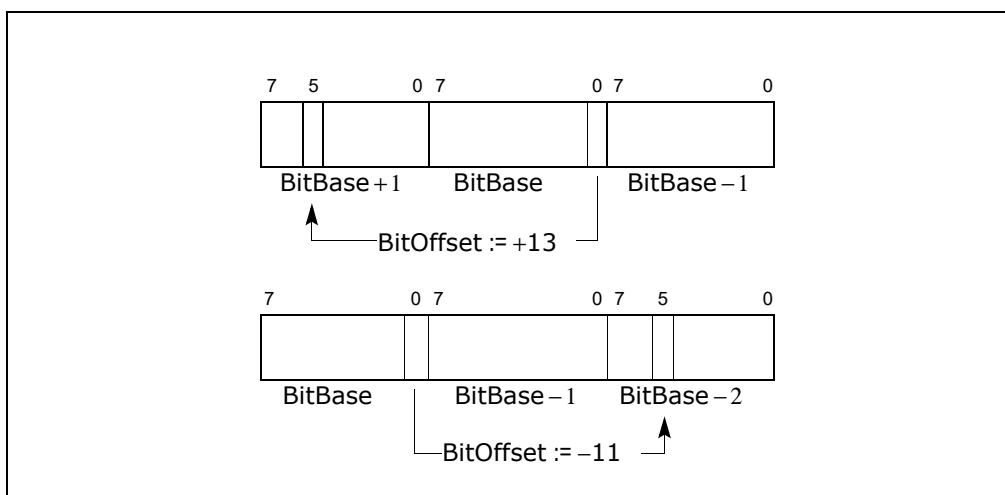 7 5 0 7 0 7 0
BitBase + 1 BitBase BitBase − 1
BitOffset := +13
7 0 7 0 7 5 0
BitBase BitBase − 1 BitBase − 2
BitOffset := −11